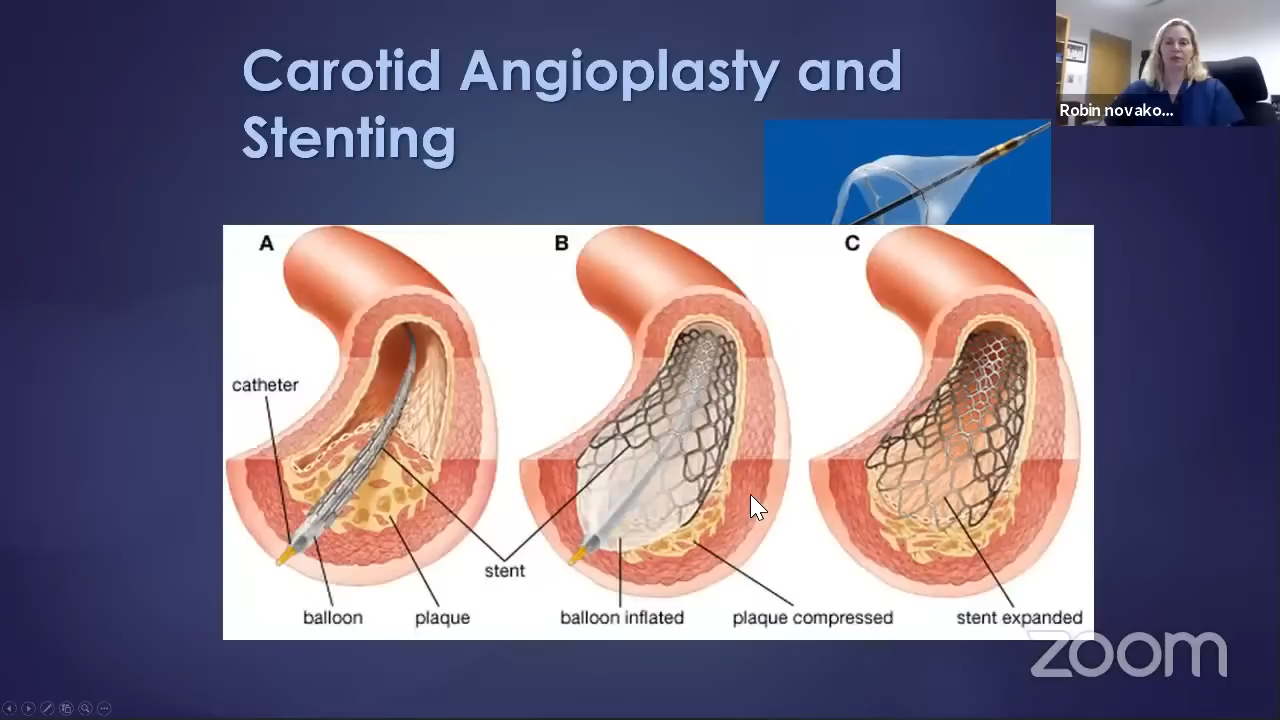 Carotid Angioplasty and
Stenting
Robin novako...
A
B
C
catheter
stent
balloon
plaque
balloon inflated
plaque compressed
stent expanded
zoom